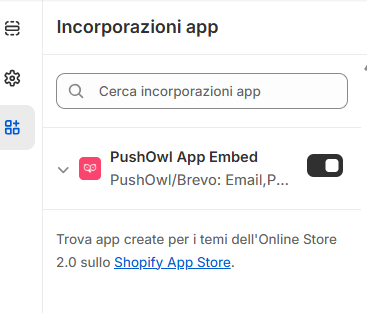 Incorporazioni app
Cerca incorporazioni app
PushOwl App Embed
PushOwl/Brevo: Email,P...
Trova app create per i temi dell'Online Store
2.0 sullo Shopify App Store.